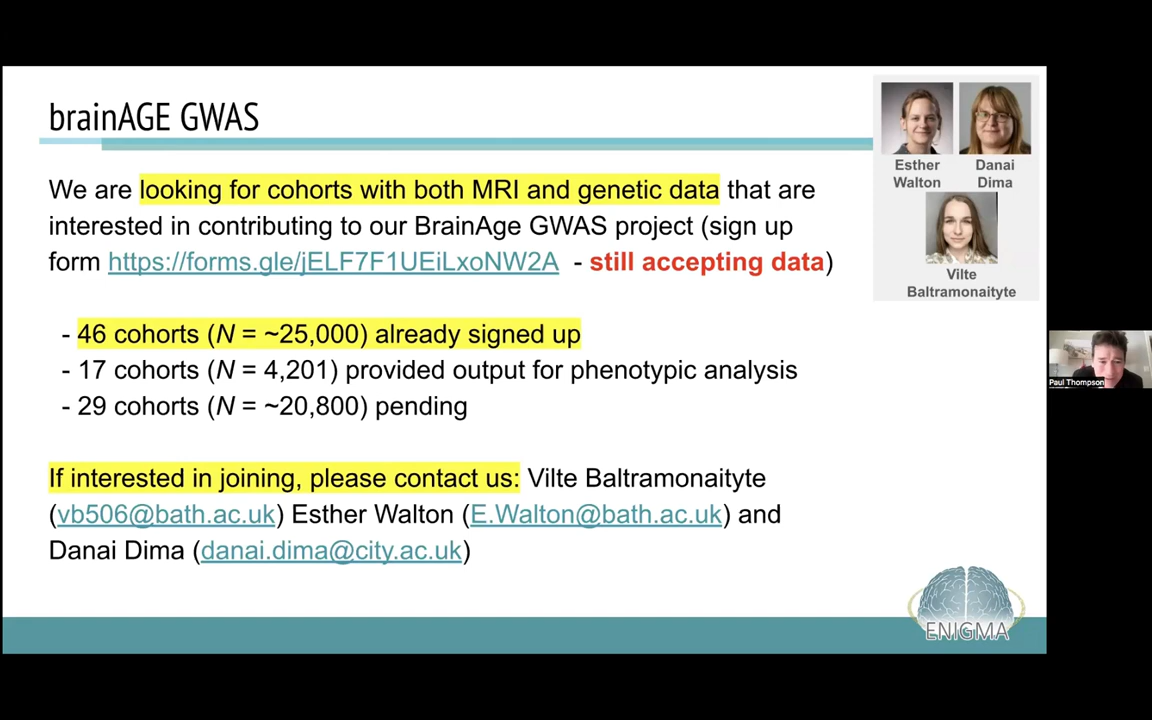 brainAGE GWAS
We are looking for cohorts with both MRI and genetic data that are
interested in contributing to our BrainAge GWAS project (sign up
form https://forms.gle/jELF7F1UEiLxoNW2A - still accepting data)
- 46 cohorts (N = ~25,000) already signed up
- 17 cohorts (N = 4,201) provided output for phenotypic analysis
- 29 cohorts (N = ~20,800) pending
If interested in joining, please contact us: Vilte Baltramonaityte
(vb506@bath.ac.uk) Esther Walton (E.Walton@bath.ac.uk) and
Danai Dima (danai.dima@city.ac.uk)
Esther
Walton
Danai
Dima
Vilte
Baltramonaityte
Paul Thompson
ENIGMA